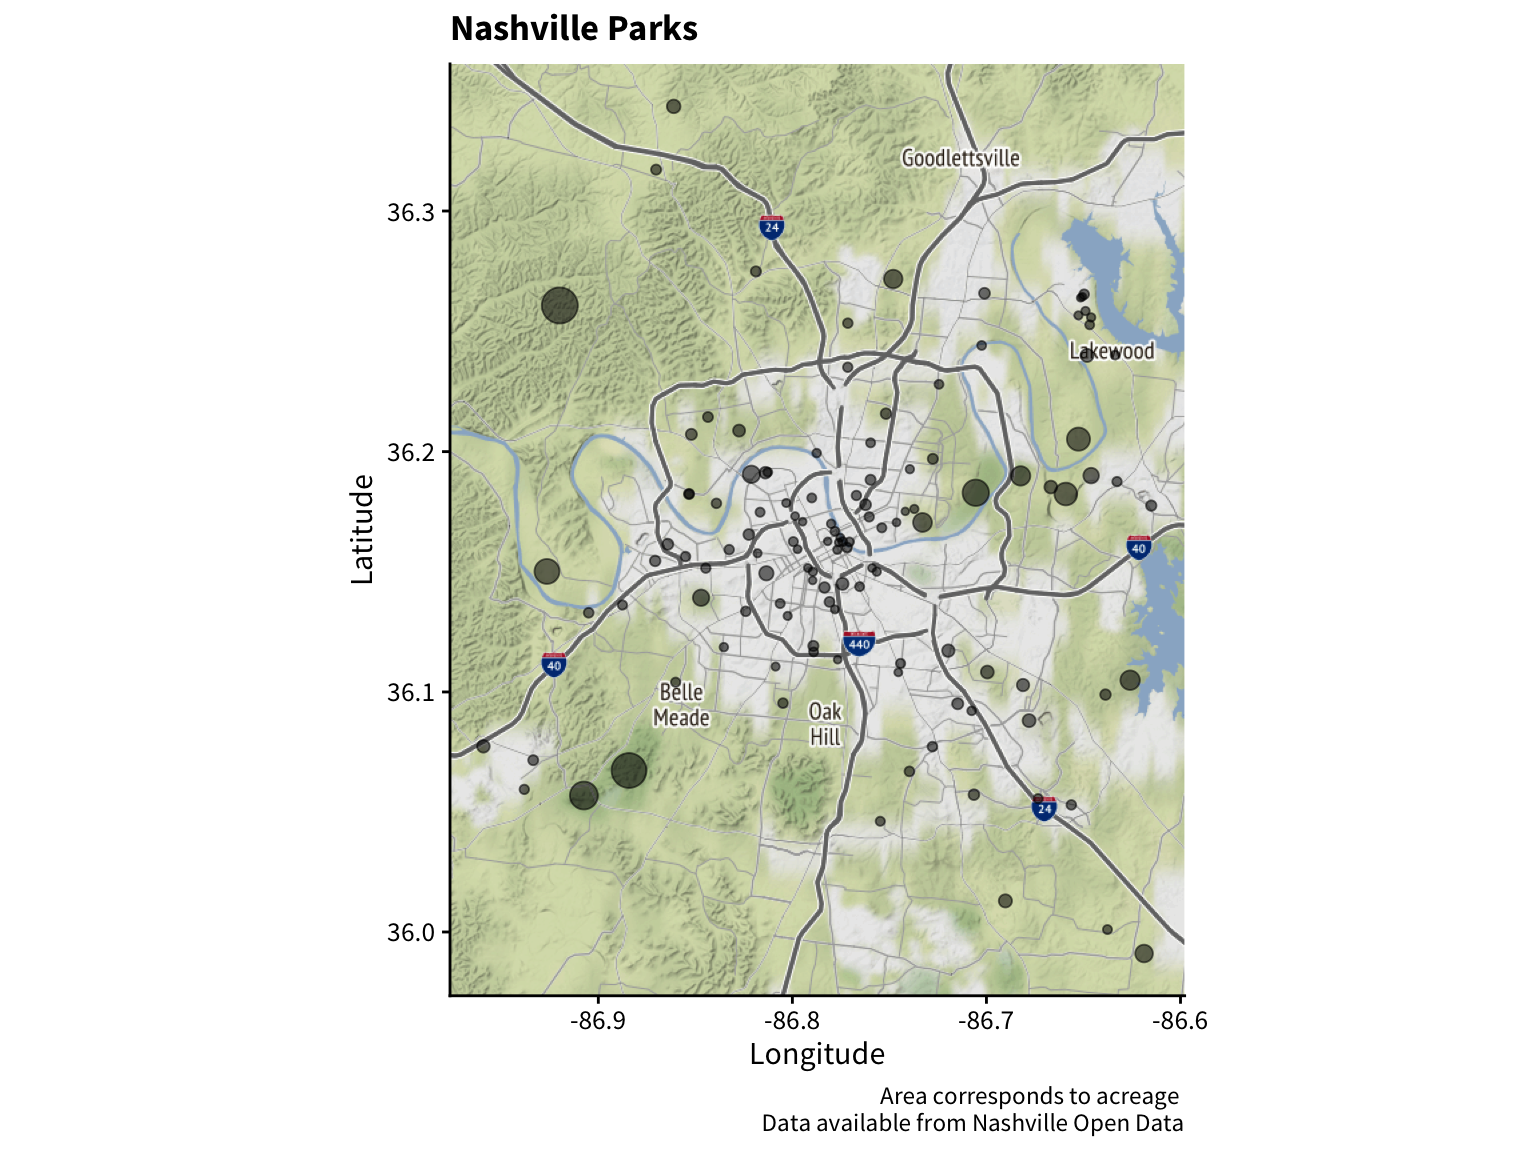 Nashville Parks
Goodlettsville
36.3
24
Lakewood
36.2
Latitude
40
440
40
36.1
Belle
Meade
Oak
Hill
24
36.0
-86.9
-86.8
-86.7
-86.6
Longitude
Area corresponds to acreage
Data available from Nashville Open Data